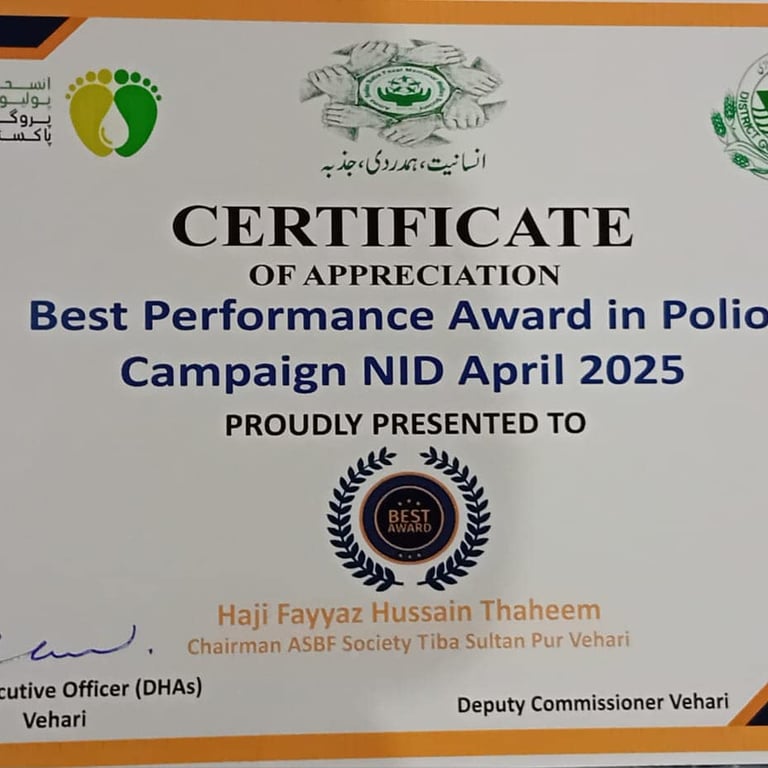 انسانیت، ہمدردی، جذبہ
CERTIFICATE
OF APPRECIATION
Best Performance Award in Polio
Campaign NID April 2025
PROUDLY PRESENTED TO
BEST
AWARD
Haji Fayyaz Hussain Thaheem
Chairman ASBF Society Tiba Sultan Pur Vehari
cutive Officer (DHAs)
Vehari
Deputy Commissioner Vehari
DISTRICT